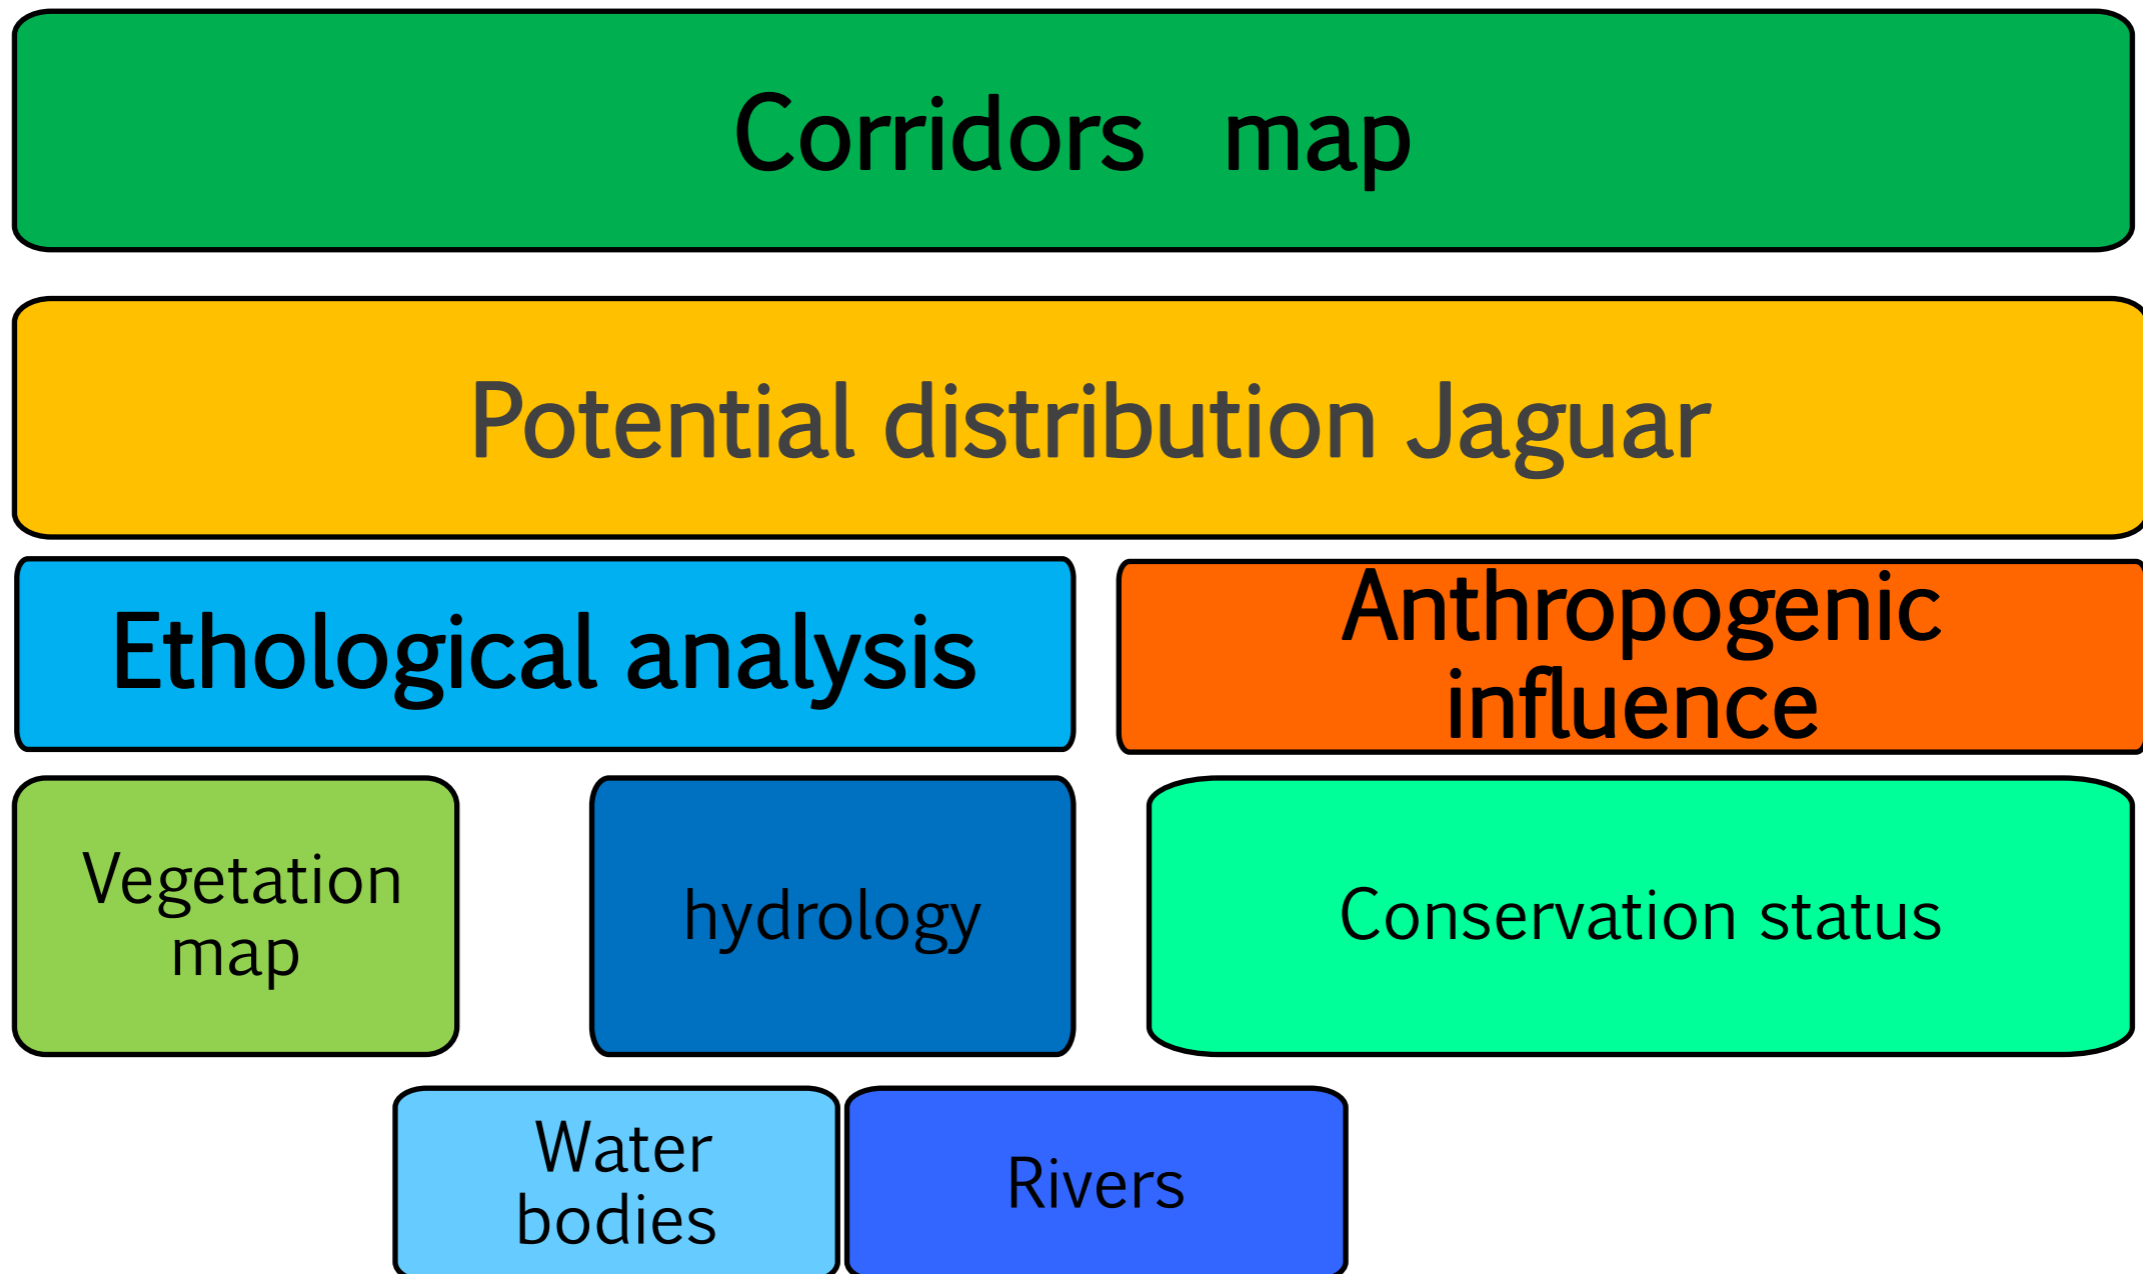 Corridors map
Potential distribution Jaguar
Ethological analysis
Anthropogenic
influence
Vegetation
map
hydrology
Conservation status
Water
bodies
Rivers